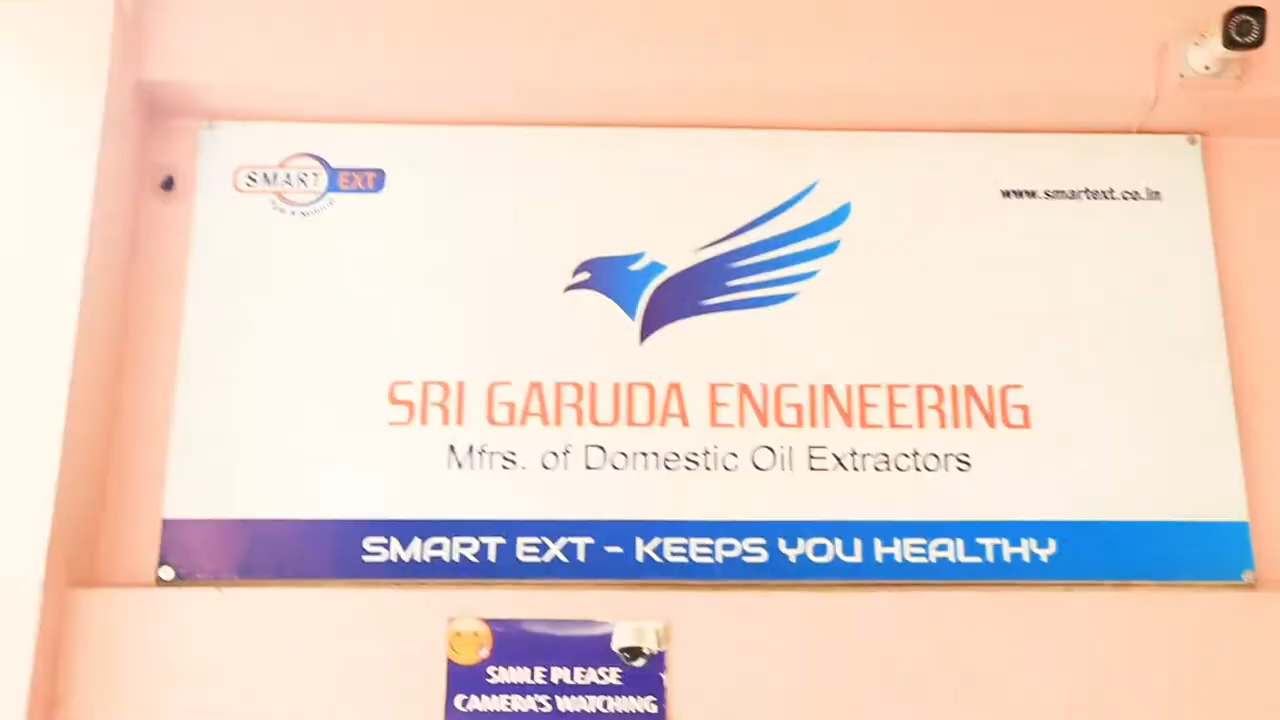 SMART EXT
www.smartext.co.in
SRI GARUDA ENGINEERING
Mfrs. of Domestic Oil Extractors
SMART EXT - KEEPS YOU HEALTHY
SMILE PLEASE
CAMERA'S WATCHING